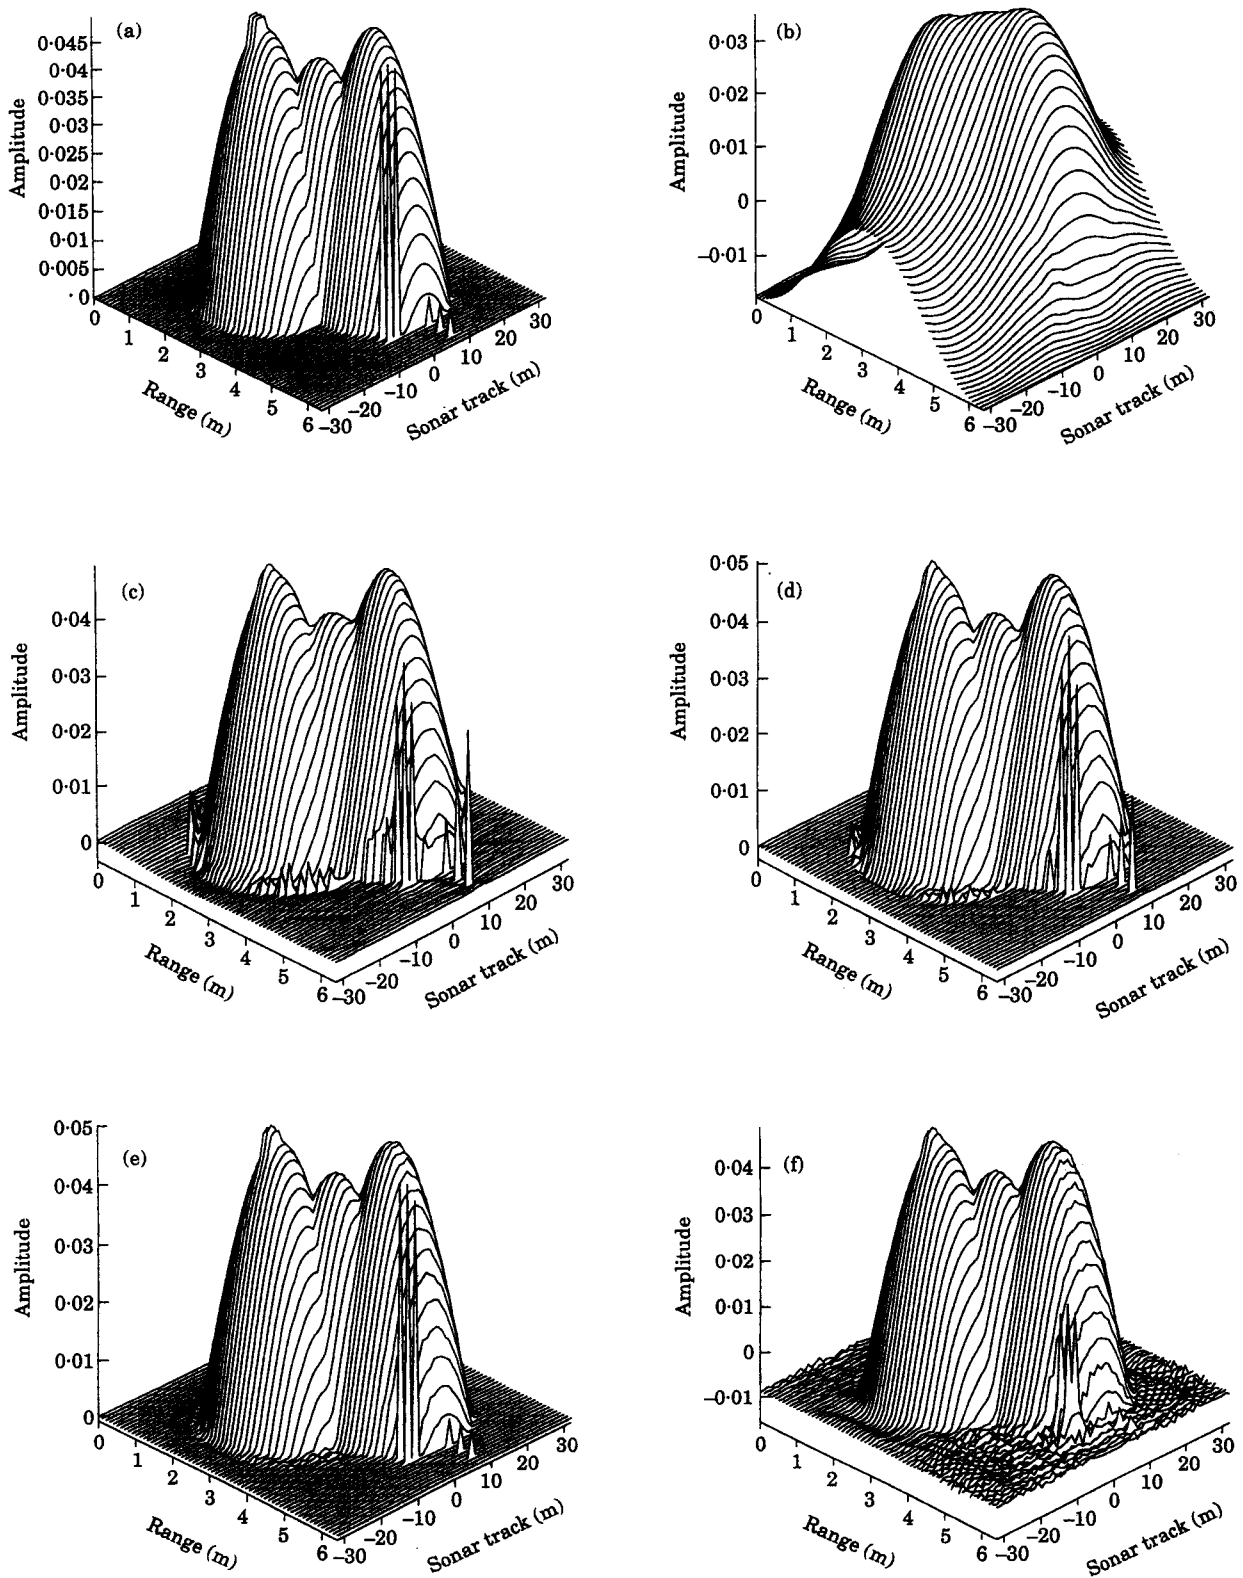 (a)
Amplitude
0·045
0·04
0·035
0·03
0·025
0·02
0·015
0·01
0·005
0
0 1 2 3 4 5 6
Range (m)
–30 –20 –10 0 10 20 30
Sonar track (m)
(b)
Amplitude
0·03
0·02
0·01
0
–0·01
0 1 2 3 4 5 6
Range (m)
–30 –20 –10 0 10 20 30
Sonar track (m)
(c)
Amplitude
0·04
0·03
0·02
0·01
0
0 1 2 3 4 5 6
Range (m)
–30 –20 –10 0 10 20 30
Sonar track (m)
(d)
Amplitude
0·05
0·04
0·03
0·02
0·01
0
0 1 2 3 4 5 6
Range (m)
–30 –20 –10 0 10 20 30
Sonar track (m)
(e)
Amplitude
0·05
0·04
0·03
0·02
0·01
0
0 1 2 3 4 5 6
Range (m)
–30 –20 –10 0 10 20 30
Sonar track (m)
(f)
Amplitude
0·04
0·03
0·02
0·01
0
–0·01
0 1 2 3 4 5 6
Range (m)
–30 –20 –10 0 10 20 30
Sonar track (m)